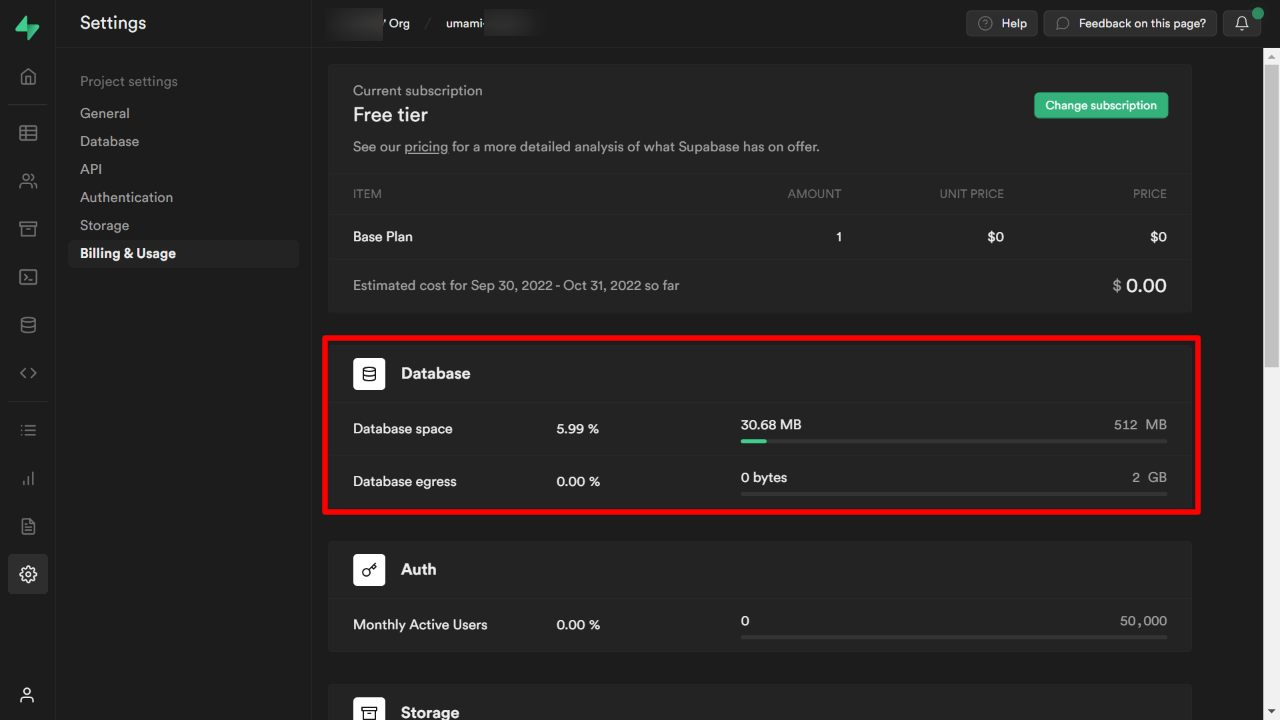 Settings
Org / umami-
Help
Feedback on this page?
Project settings
General
Database
API
Authentication
Storage
Billing & Usage
Current subscription
Free tier
Change subscription
See our pricing for a more detailed analysis of what Supabase has on offer.
ITEM AMOUNT UNIT PRICE PRICE
Base Plan 1 $0 $0
Estimated cost for Sep 30, 2022 - Oct 31, 2022 so far $ 0.00
Database
Database space 5.99 % 30.68 MB 512 MB
Database egress 0.00 % 0 bytes 2 GB
Auth
Monthly Active Users 0.00 % 0 50,000
Storage